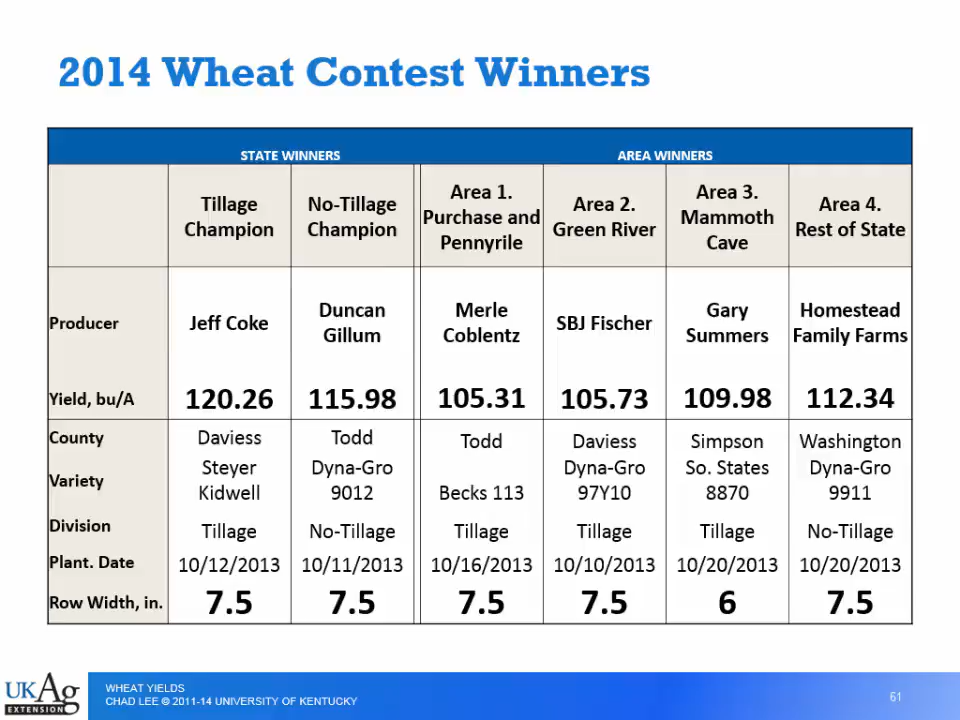 2014 Wheat Contest Winners
STATE WINNERS AREA WINNERS
Tillage Champion No-Tillage Champion Area 1. Purchase and Pennyrile Area 2. Green River Area 3. Mammoth Cave Area 4. Rest of State
Producer Jeff Coke Duncan Gillum Merle Coblentz SBJ Fischer Gary Summers Homestead Family Farms
Yield, bu/A 120.26 115.98 105.31 105.73 109.98 112.34
County Daviess Todd Todd Daviess Simpson Washington
Variety Steyer Kidwell Dyna-Gro 9012 Becks 113 Dyna-Gro 97Y10 So. States 8870 Dyna-Gro 9911
Division Tillage No-Tillage Tillage Tillage Tillage No-Tillage
Plant. Date 10/12/2013 10/11/2013 10/16/2013 10/10/2013 10/20/2013 10/20/2013
Row Width, in. 7.5 7.5 7.5 7.5 6 7.5
UKAg
EXTENSION
WHEAT YIELDS
CHAD LEE © 2011-14 UNIVERSITY OF KENTUCKY
61